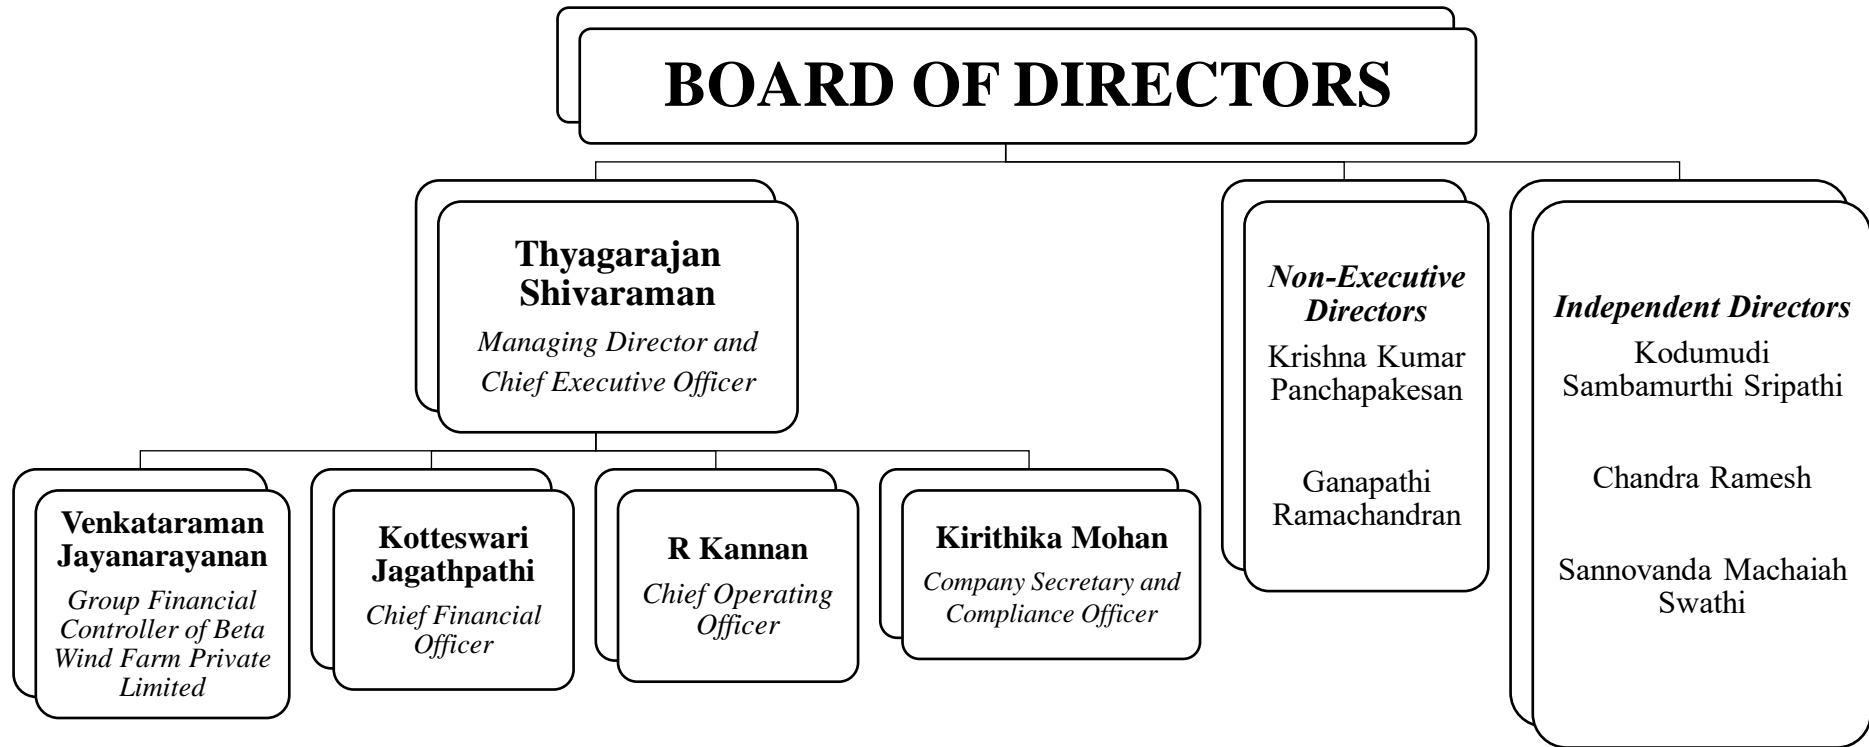 BOARD OF DIRECTORS
Thyagarajan
Shivaraman
Managing Director and
Chief Executive Officer
Non-Executive
Directors
Krishna Kumar
Panchapakesan
Ganapathi
Ramachandran
Independent Directors
Kodumudi
Sambamurthi Sripathi
Chandra Ramesh
Sannovanda Machaiah
Swathi
Venkataraman
Jayanarayanan
Group Financial
Controller of Beta
Wind Farm Private
Limited
Kotteswari
Jagathpathi
Chief Financial
Officer
R Kannan
Chief Operating
Officer
Kirithika Mohan
Company Secretary and
Compliance Officer